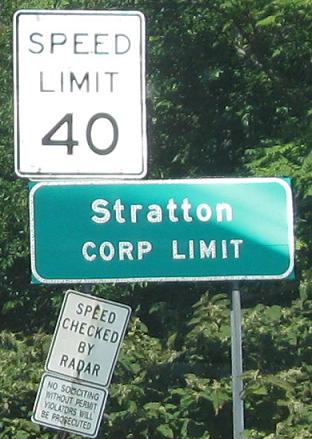 SPEED
LIMIT
40
Stratton
CORP LIMIT
SPEED
CHECKED
BY
RADAR
NO SOLICITING
WITHOUT PERMIT
VIOLATORS WILL
BE PROSECUTED